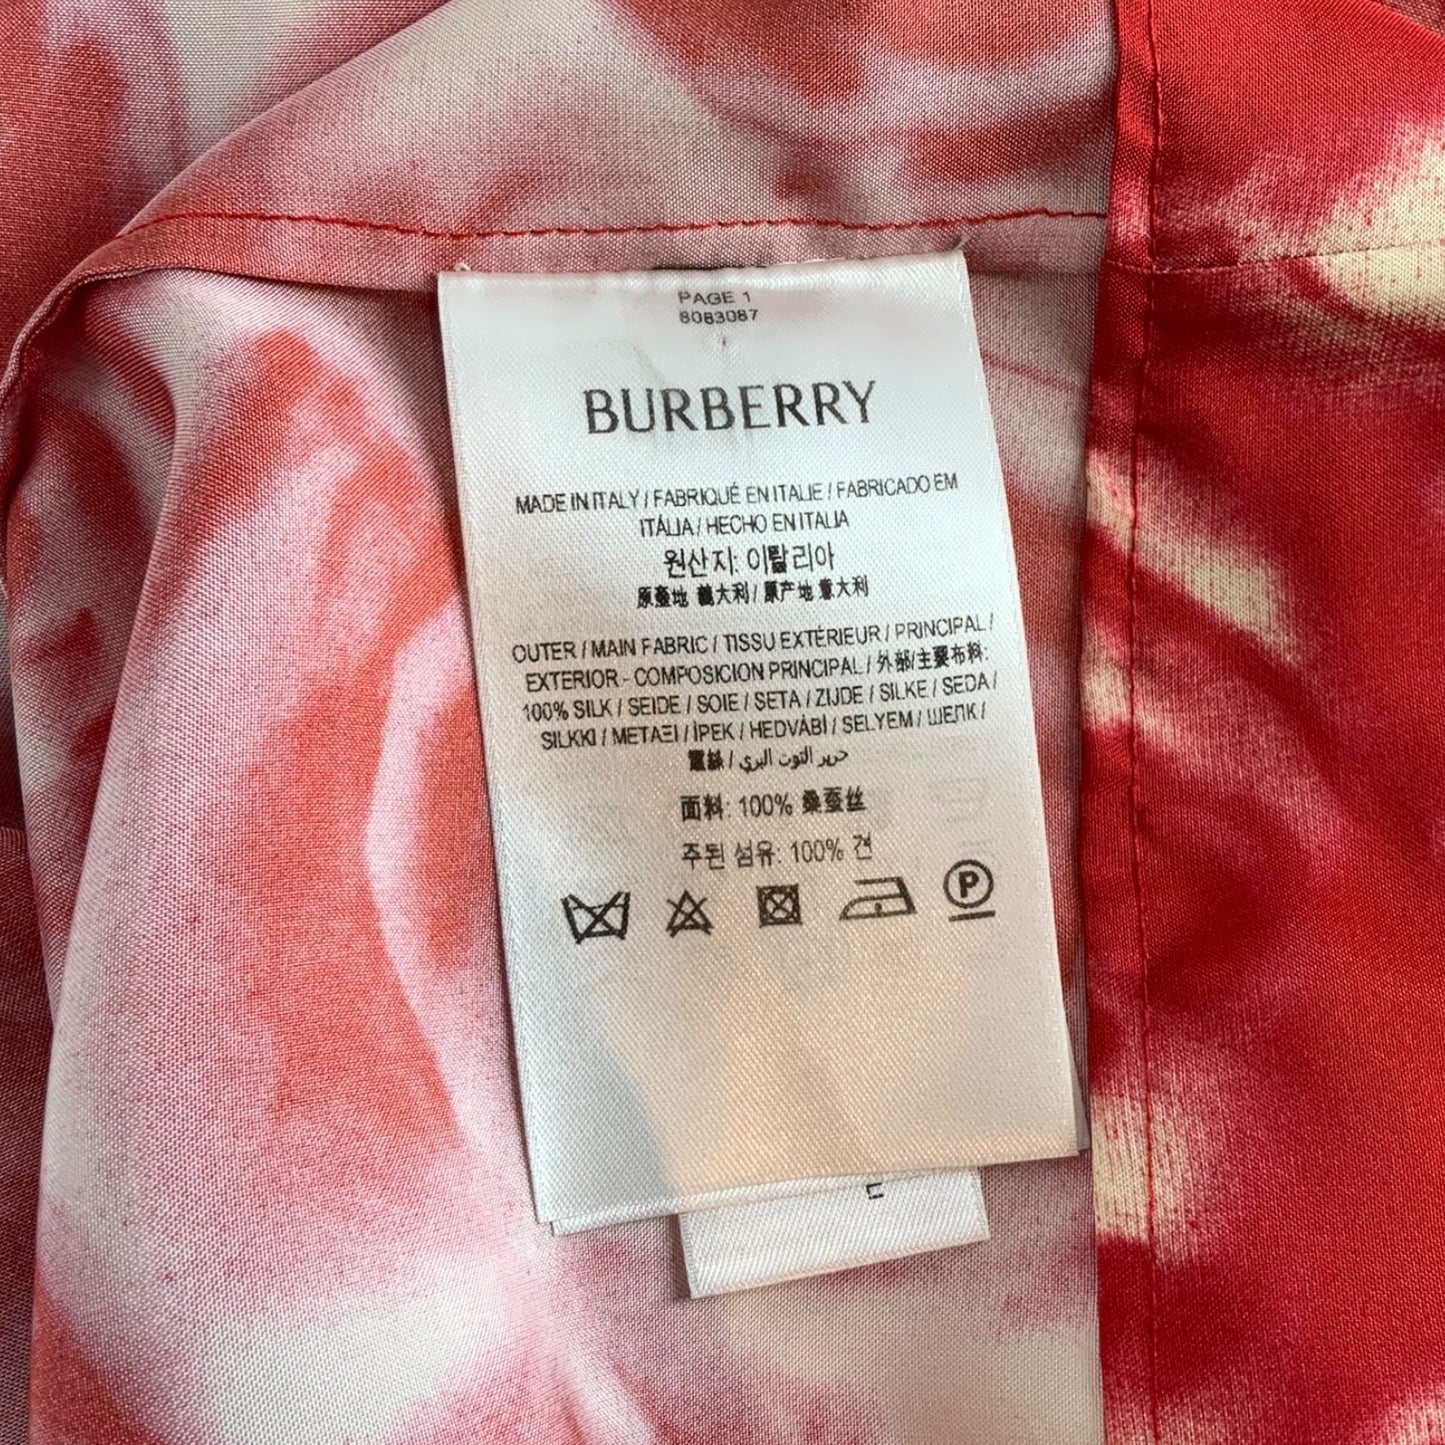 PAGE 1
8083087
BURBERRY
MADE IN ITALY / FABRIQUÉ EN ITALIE / FABRICADO EM
ITÁLIA / HECHO EN ITALIA
원산지: 이탈리아
原產地 義大利 / 原产地 意大利
OUTER / MAIN FABRIC / TISSU EXTÉRIEUR / PRINCIPAL /
EXTERIOR - COMPOSICION PRINCIPAL / 外部/主要布料:
100% SILK / SEIDE / SOIE / SETA / ZIJDE / SILKE / SEDA /
SILKKI / ΜΕΤΑΞΙ / İPEK / HEDVÁBÍ / SELYEM / ШЕЛК /
蠶絲 / حرير التوت البري
面料: 100% 桑蚕丝
주된 섬유: 100% 견
P